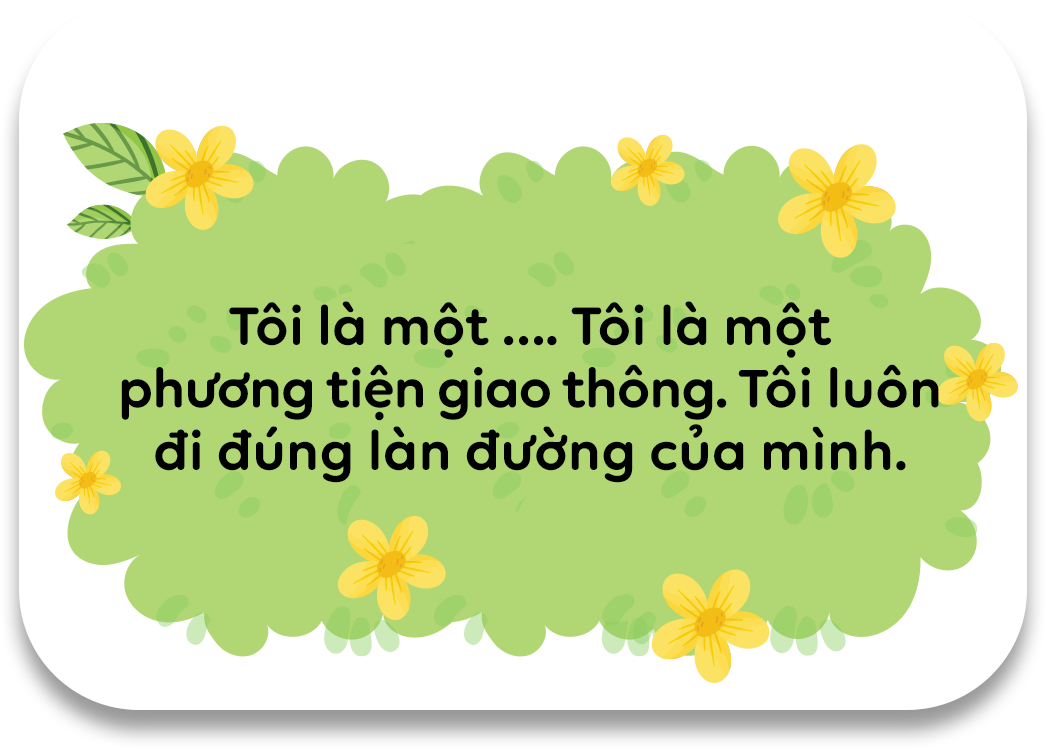 Tôi là một .... Tôi là một
phương tiện giao thông. Tôi luôn
đi đúng làn đường của mình.